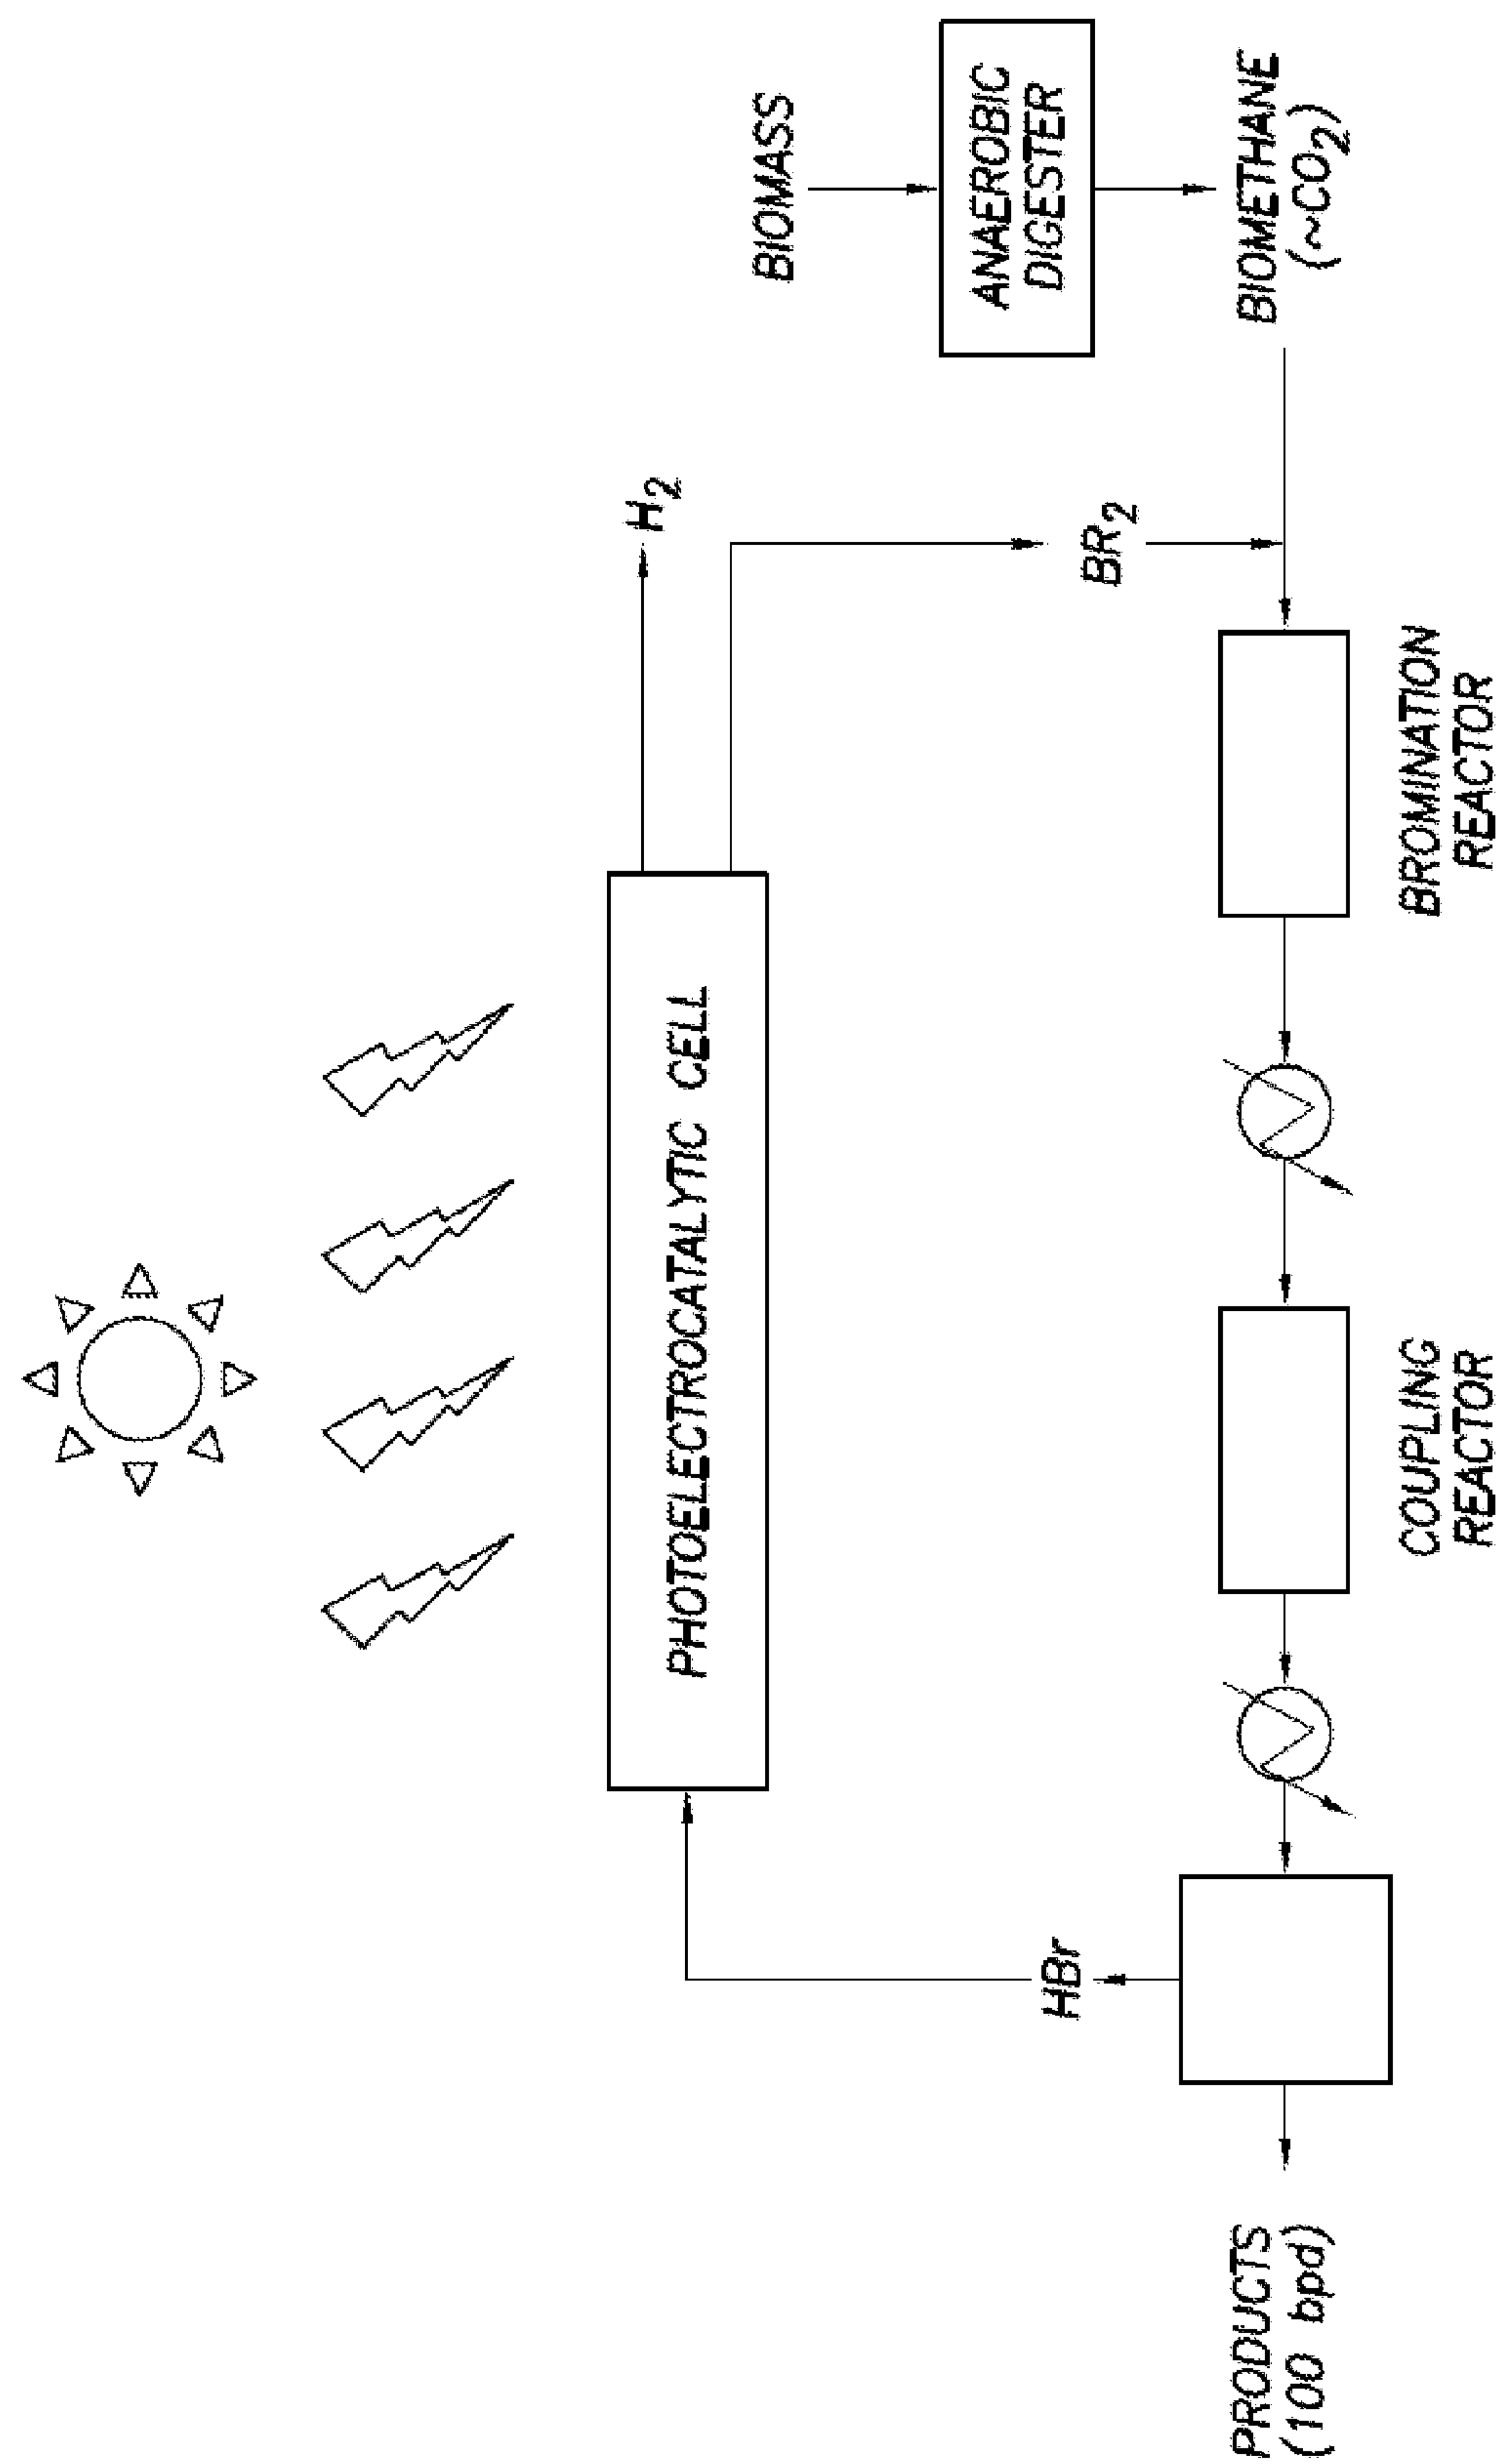 BIOMASS
ANAEROBIC
DIGESTER
BIOMETHANE
(~CO2)
H2
BR2
PHOTOELECTROCATALYTIC CELL
BROMINATION
REACTOR
COUPLING
REACTOR
HBr
PRODUCTS
(100 bpd)